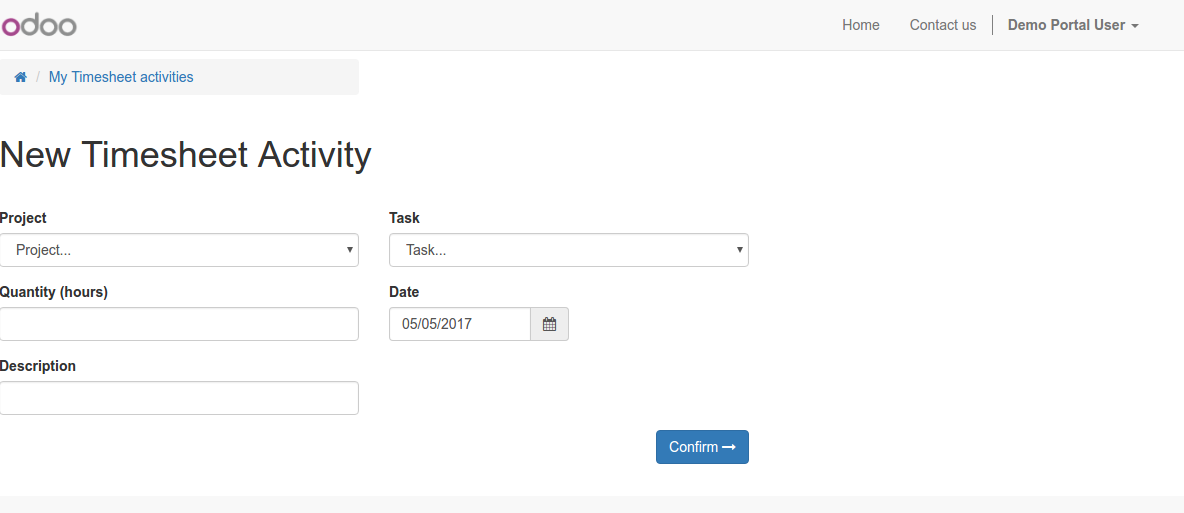 odoo
Home Contact us Demo Portal User
/ My Timesheet activities
New Timesheet Activity
Project Task
Project... Task...
Quantity (hours) Date
05/05/2017
Description
Confirm